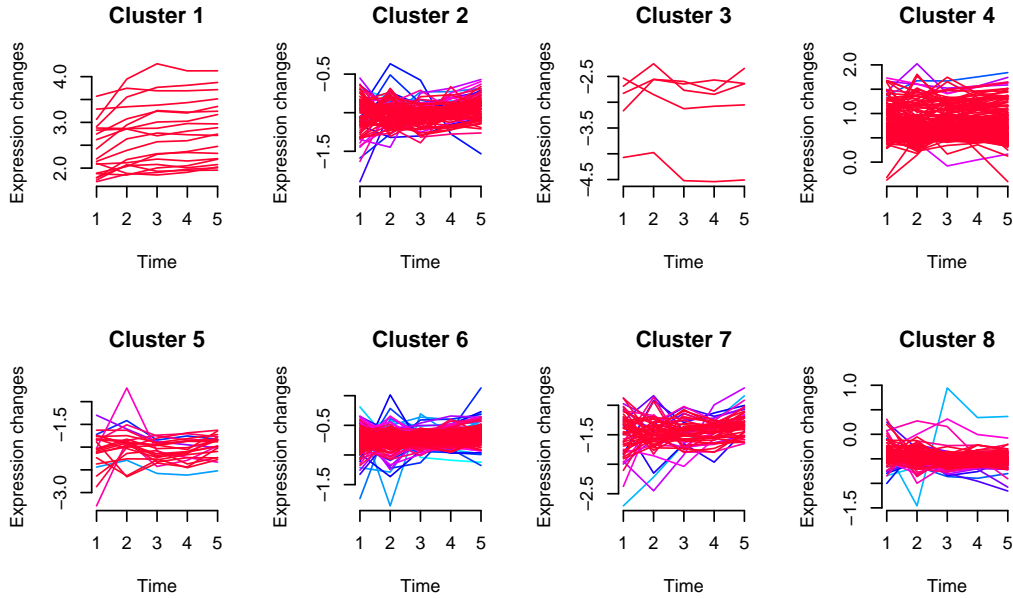 Cluster 1
Expression changes
4.0
3.0
2.0
1 2 3 4 5
Time
Cluster 2
Expression changes
−0.5
−1.5
1 2 3 4 5
Time
Cluster 3
Expression changes
−2.5
−3.5
−4.5
1 2 3 4 5
Time
Cluster 4
Expression changes
2.0
1.0
0.0
1 2 3 4 5
Time
Cluster 5
Expression changes
−1.5
−3.0
1 2 3 4 5
Time
Cluster 6
Expression changes
−0.5
−1.5
1 2 3 4 5
Time
Cluster 7
Expression changes
−1.5
−2.5
1 2 3 4 5
Time
Cluster 8
Expression changes
1.0
0.0
−1.5
1 2 3 4 5
Time